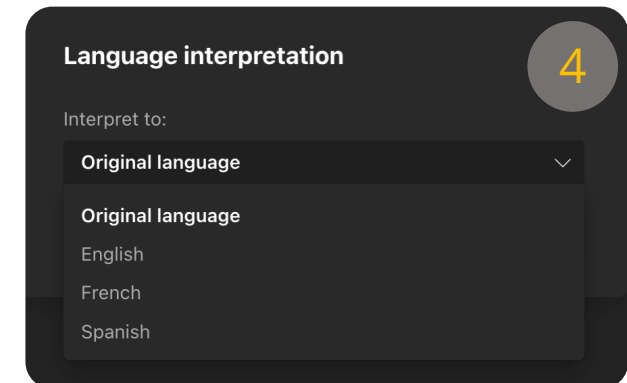 Language interpretation
4
Interpret to:
Original language
Original language
English
French
Spanish